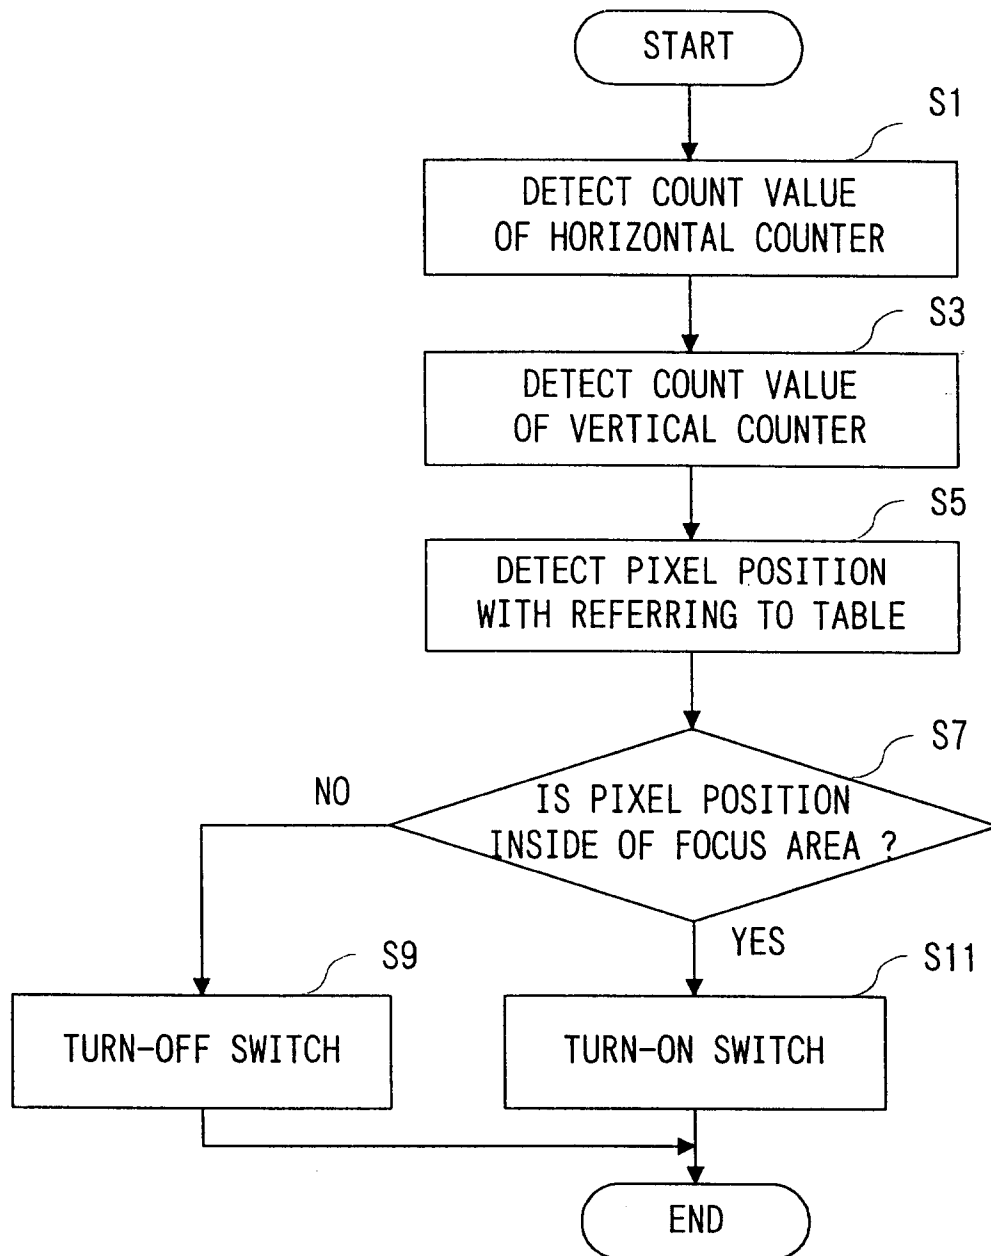 START
S1
DETECT COUNT VALUE
OF HORIZONTAL COUNTER
S3
DETECT COUNT VALUE
OF VERTICAL COUNTER
S5
DETECT PIXEL POSITION
WITH REFERRING TO TABLE
S7
NO
IS PIXEL POSITION
INSIDE OF FOCUS AREA ?
YES
S9
S11
TURN-OFF SWITCH
TURN-ON SWITCH
END